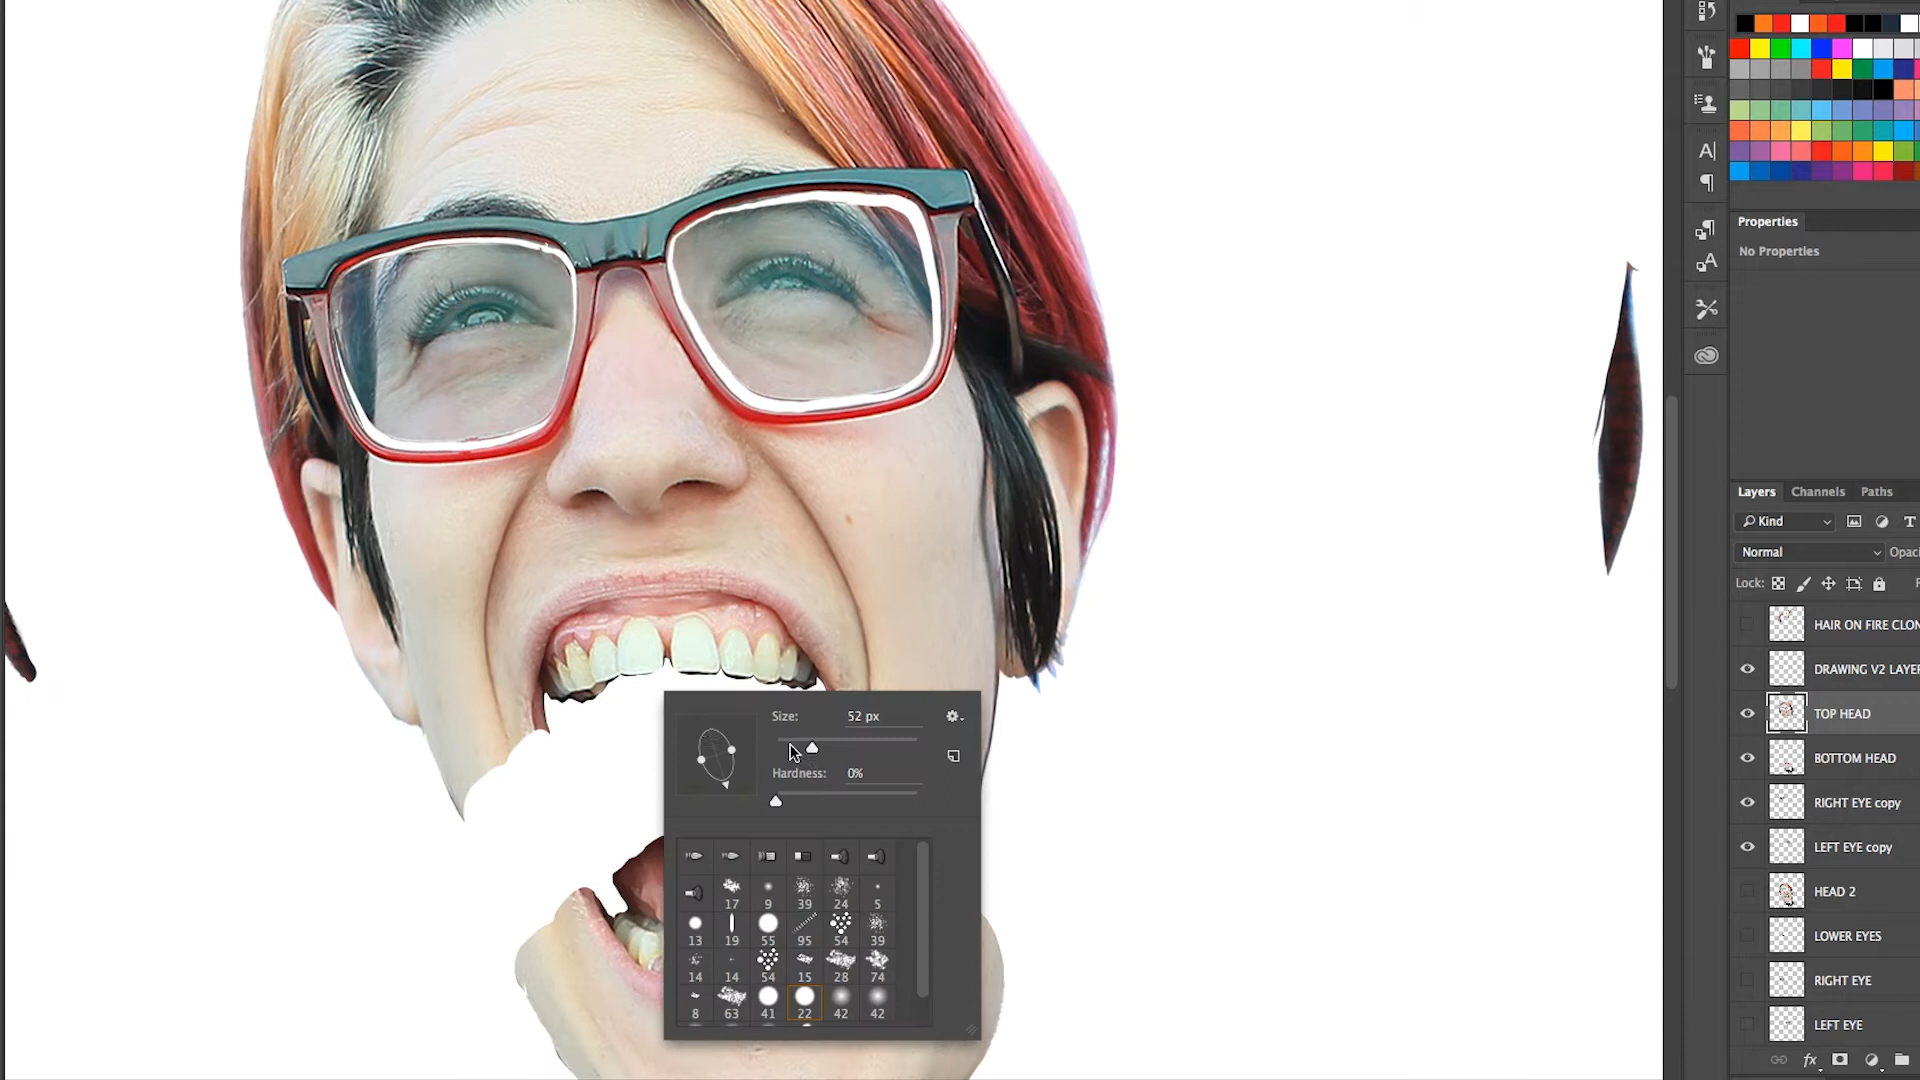 Properties
No Properties
Layers Channels Paths
Kind
Normal
Lock:
HAIR ON FIRE CLON
DRAWING V2 LAYER
TOP HEAD
BOTTOM HEAD
RIGHT EYE copy
LEFT EYE copy
HEAD 2
LOWER EYES
RIGHT EYE
LEFT EYE
fx
Size: 52 px
Hardness: 0%
17 9 39 24 5
13 19 55 95 54 39
14 14 54 15 28 74
8 63 41 22 42 42